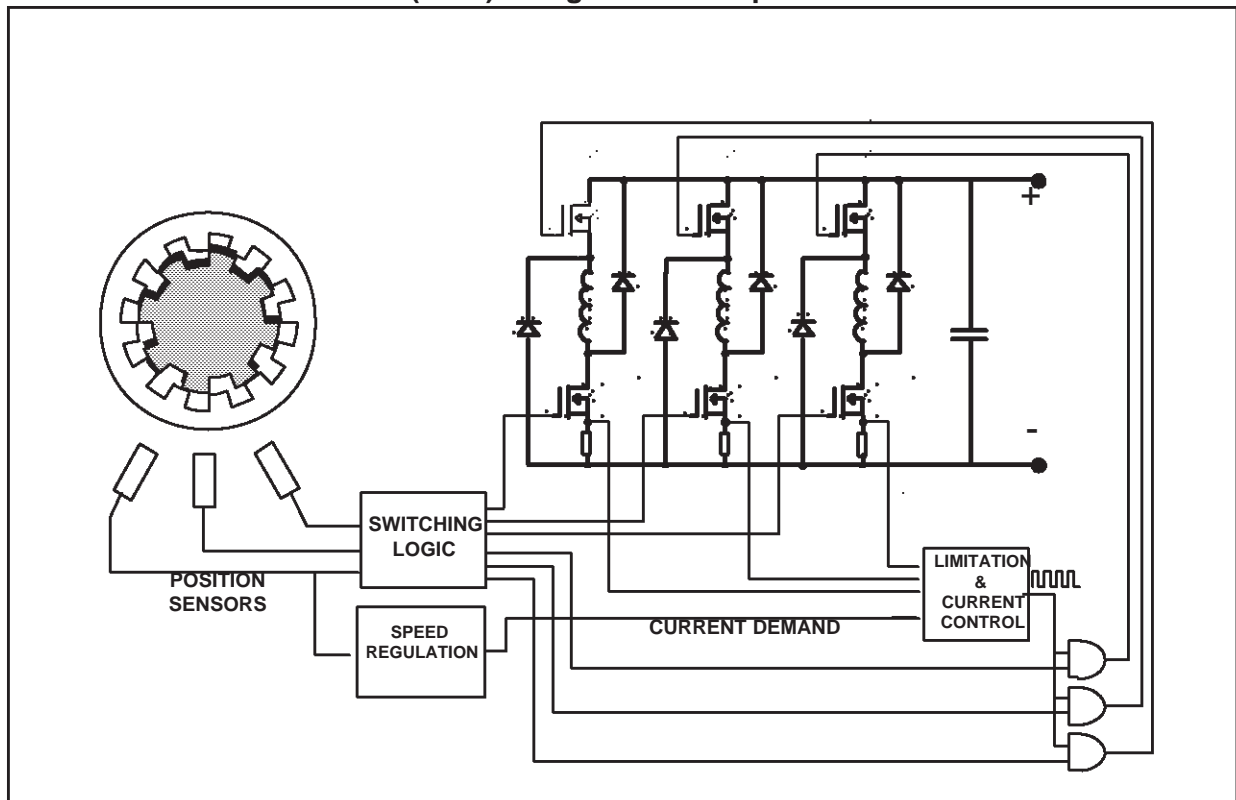 +
-
SWITCHING
LOGIC
POSITION
SENSORS
SPEED
REGULATION
CURRENT DEMAND
LIMITATION
&
CURRENT
CONTROL